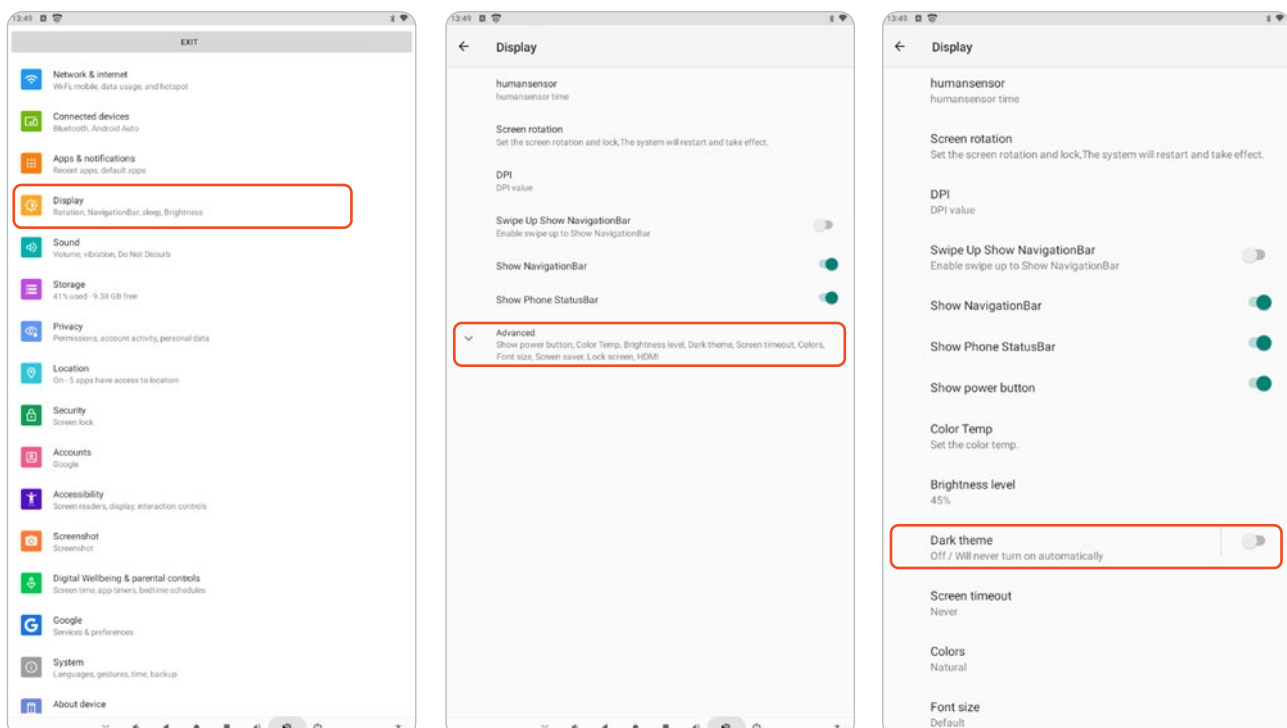 13:49
EXIT
Network & internet
Wi-Fi, mobile, data usage, and hotspot
Connected devices
Bluetooth, Android Auto
Apps & notifications
Recent apps, default apps
Display
Rotation, NavigationBar, sleep, Brightness
Sound
Volume, vibration, Do Not Disturb
Storage
41% used - 9.38 GB free
Privacy
Permissions, account activity, personal data
Location
On - 5 apps have access to location
Security
Screen lock
Accounts
Google
Accessibility
Screen readers, display, interaction controls
Screenshot
Screenshot
Digital Wellbeing & parental controls
Screen time, app timers, bedtime schedules
Google
Services & preferences
System
Languages, gestures, time, backup
About device
13:49
Display
humansensor
humansensor time
Screen rotation
Set the screen rotation and lock,The system will restart and take effect.
DPI
DPI value
Swipe Up Show NavigationBar
Enable swipe up to Show NavigationBar
Show NavigationBar
Show Phone StatusBar
Advanced
Show power button, Color Temp, Brightness level, Dark theme, Screen timeout, Colors,
Font size, Screen saver, Lock screen, HDMI
13:49
Display
humansensor
humansensor time
Screen rotation
Set the screen rotation and lock,The system will restart and take effect.
DPI
DPI value
Swipe Up Show NavigationBar
Enable swipe up to Show NavigationBar
Show NavigationBar
Show Phone StatusBar
Show power button
Color Temp
Set the color temp.
Brightness level
45%
Dark theme
Off / Will never turn on automatically
Screen timeout
Never
Colors
Natural
Font size
Default